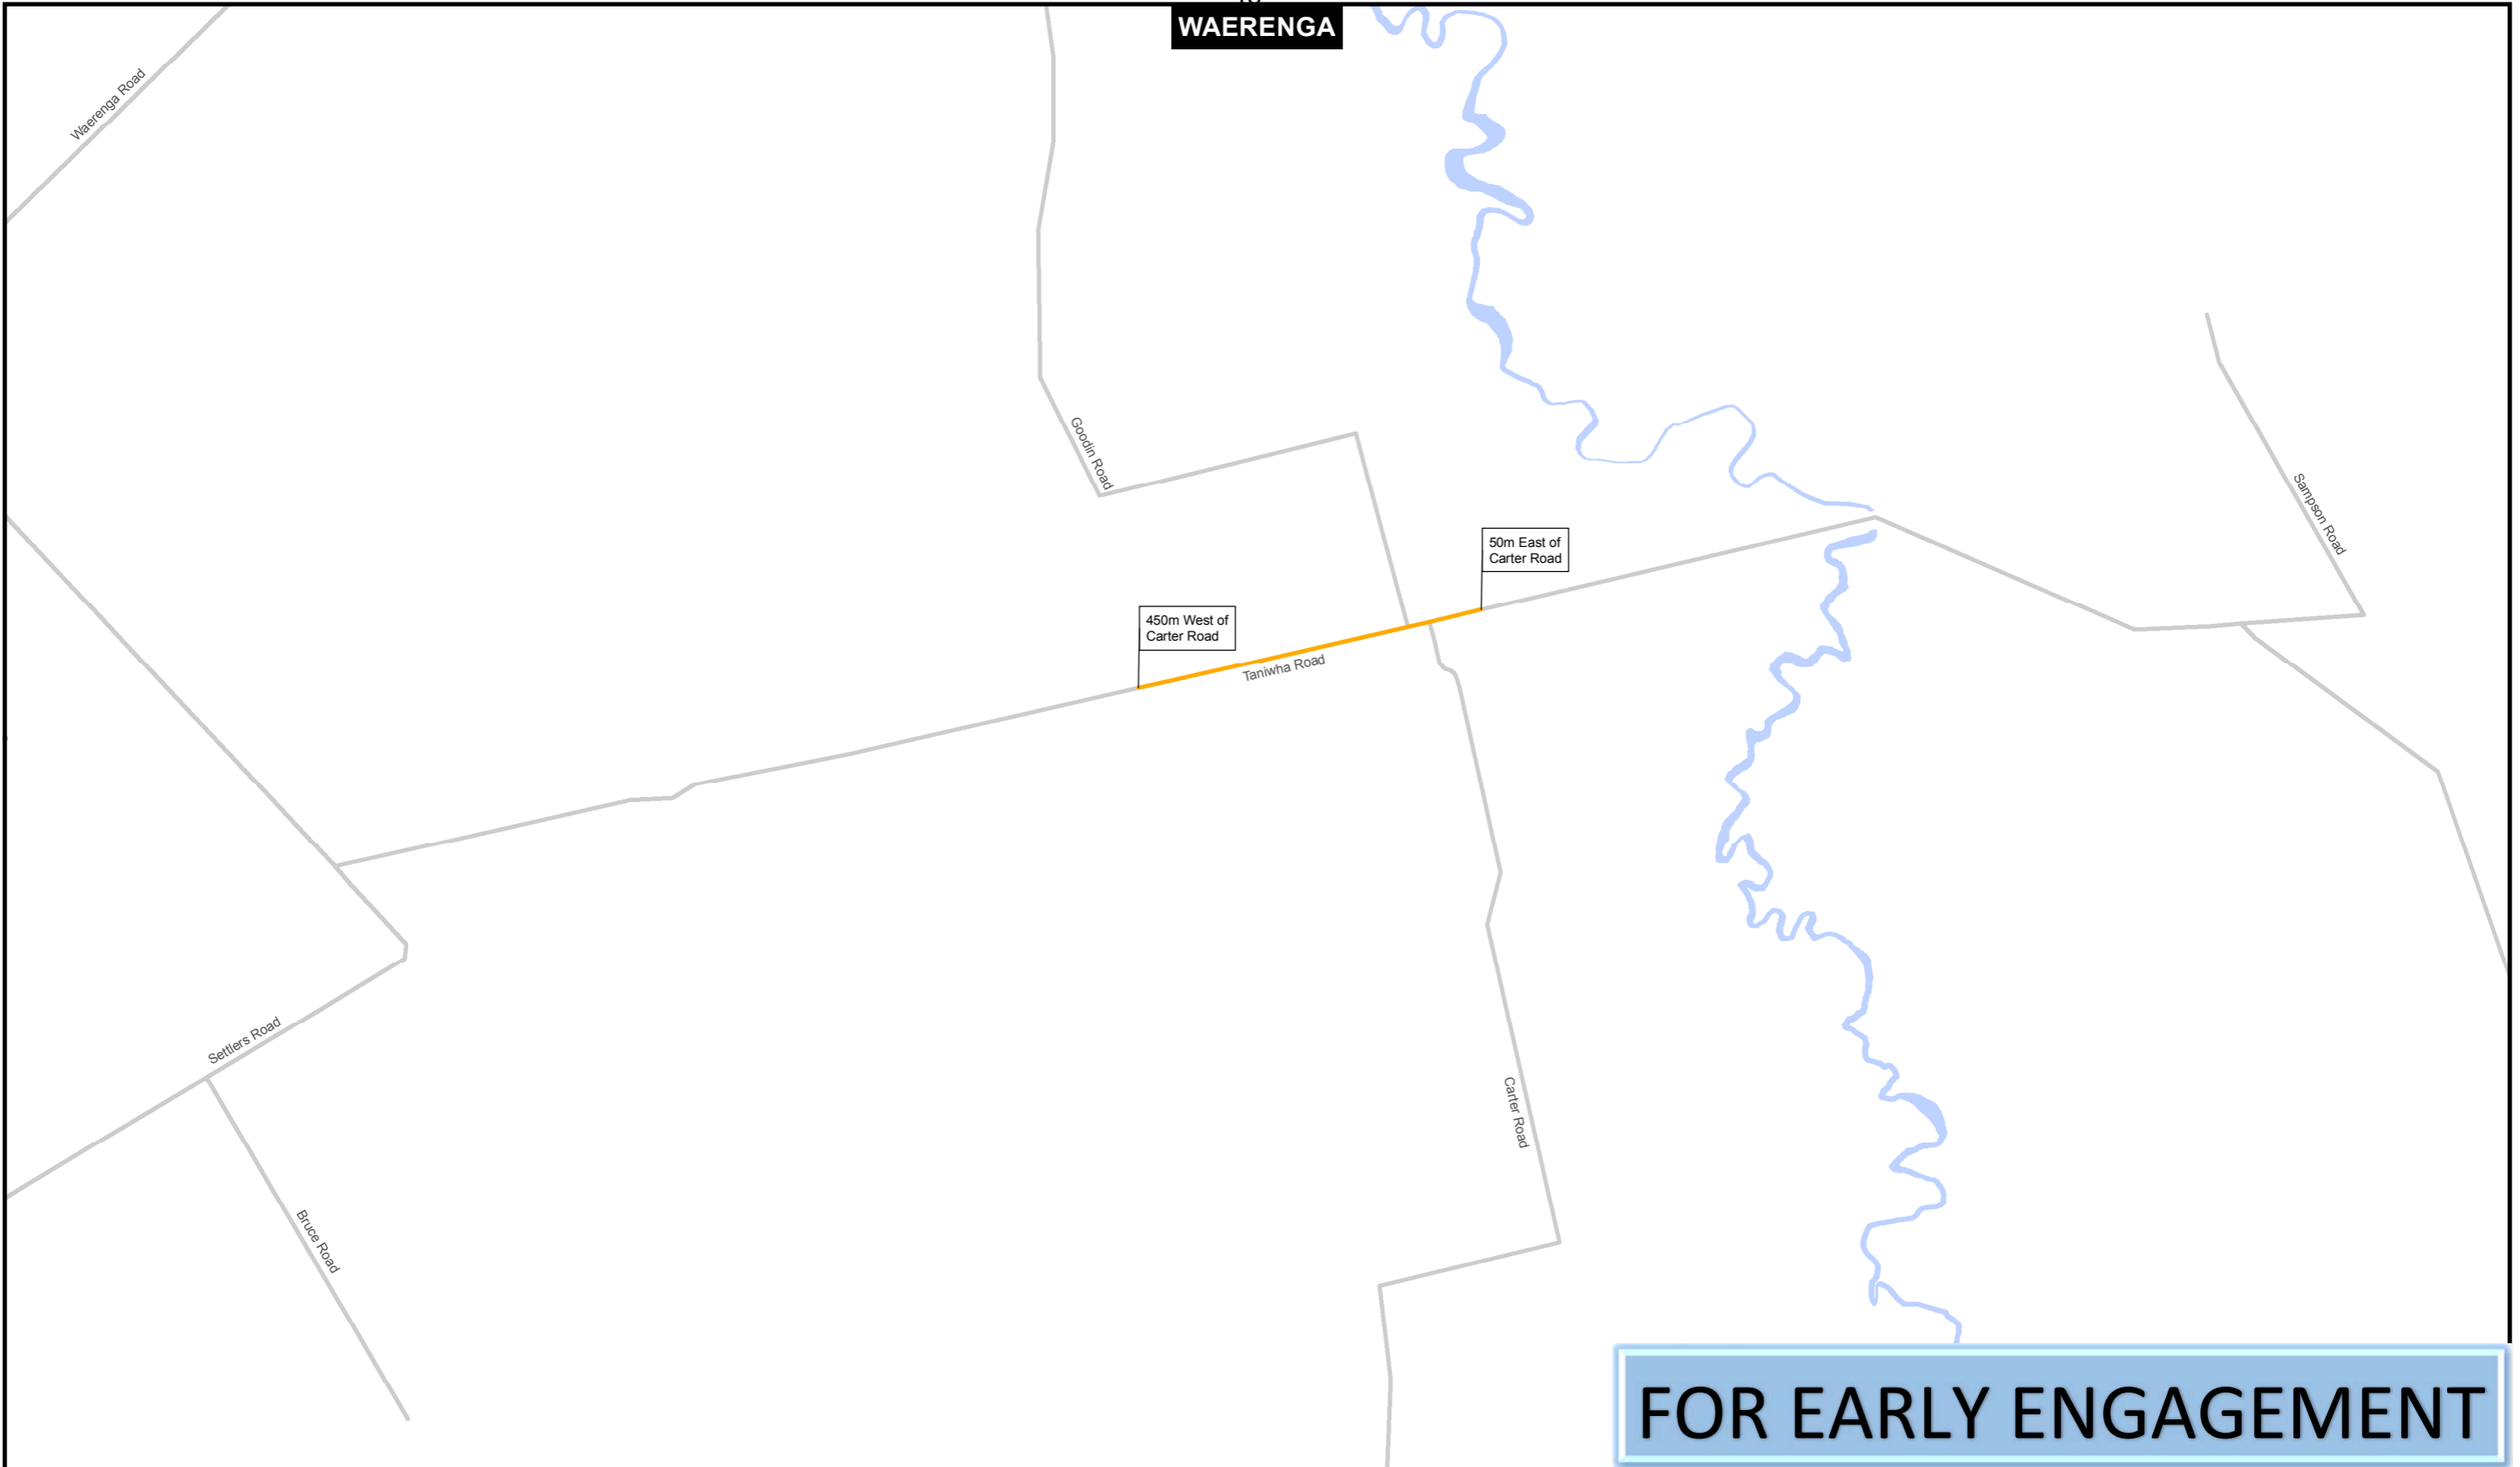 WAERENGA
Waerenga Road
Goodin Road
Sampson Road
50m East of
Carter Road
450m West of
Carter Road
Taniwha Road
Settlers Road
Carter Road
Bruce Road
FOR EARLY ENGAGEMENT